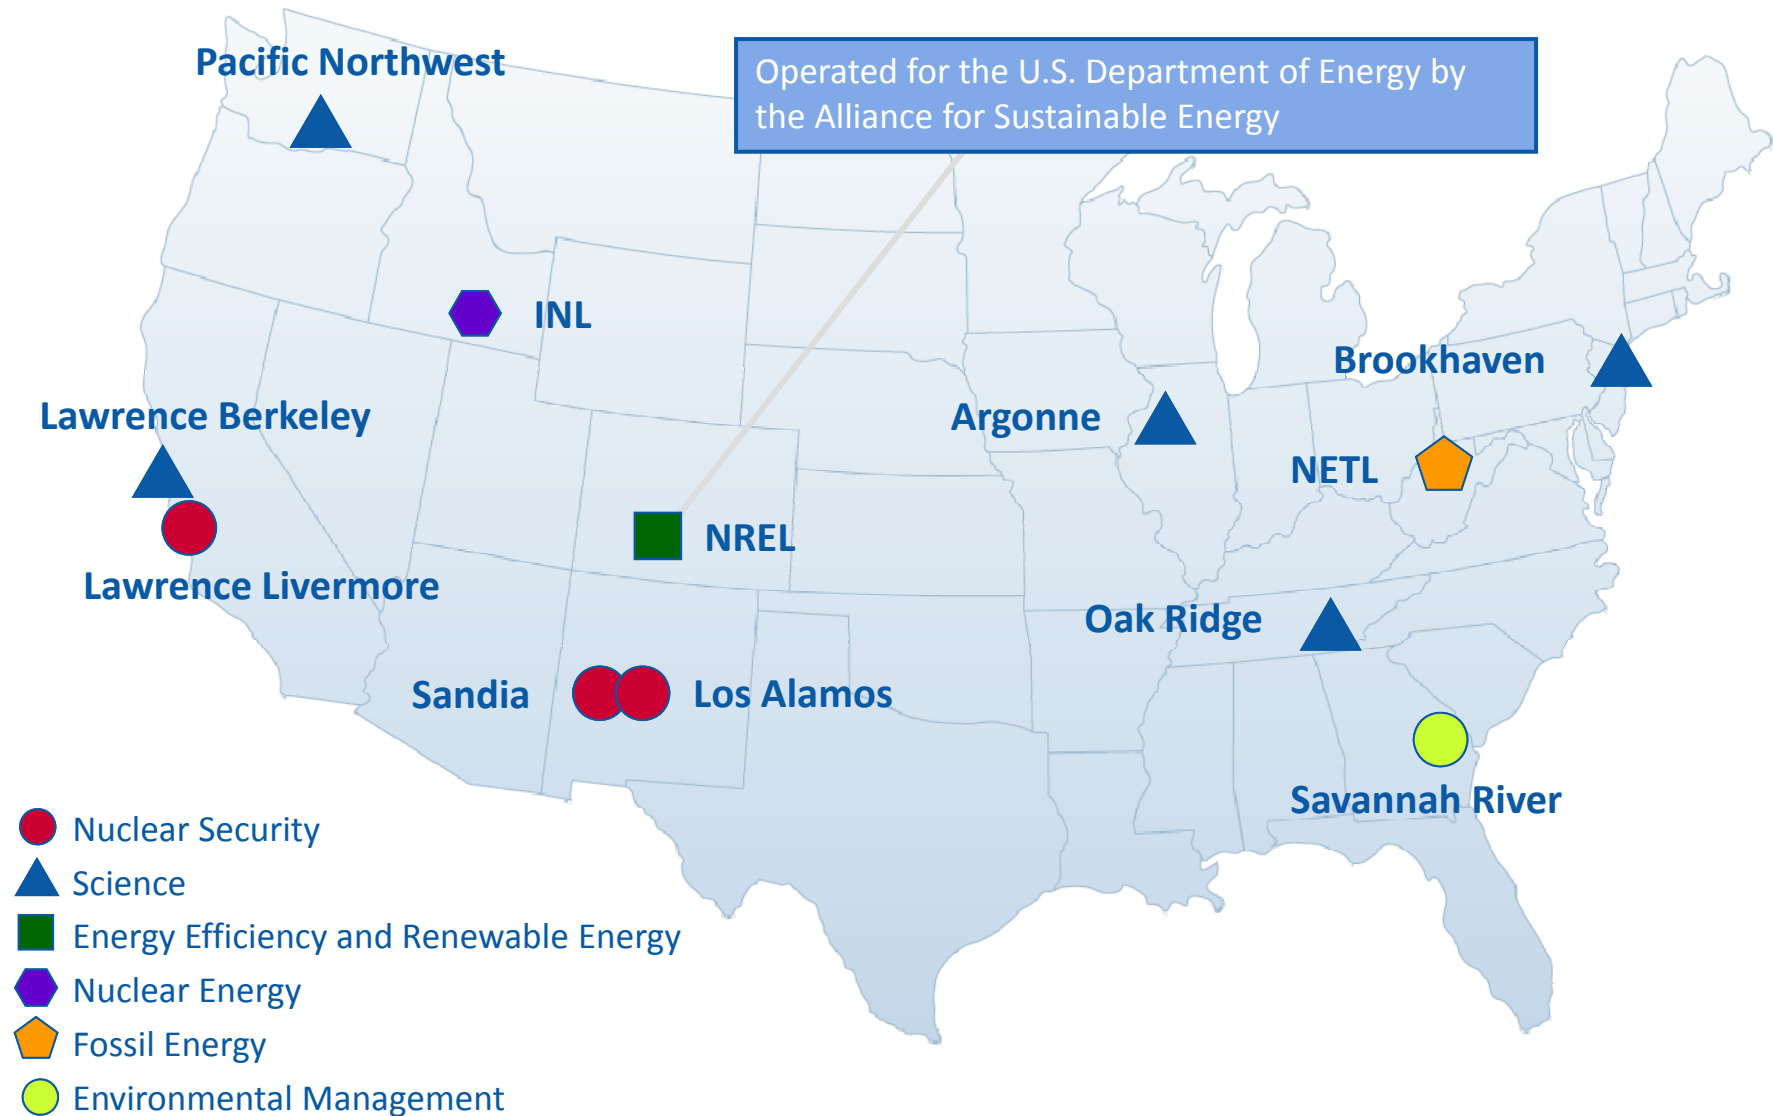 Pacific Northwest
Operated for the U.S. Department of Energy by
the Alliance for Sustainable Energy
INL
Brookhaven
Lawrence Berkeley
Argonne
NETL
NREL
Lawrence Livermore
Oak Ridge
Sandia
Los Alamos
Savannah River
Nuclear Security
Science
Energy Efficiency and Renewable Energy
Nuclear Energy
Fossil Energy
Environmental Management